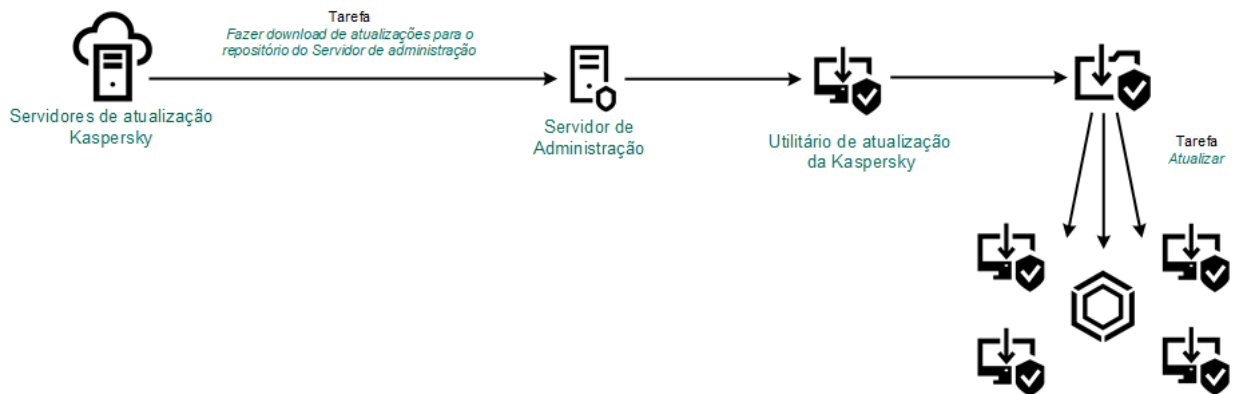 Tarefa
Fazer download de atualizações para o
repositório do Servidor de administração
Servidores de atualização
Kaspersky
Servidor de
Administração
Utilitário de atualização
da Kaspersky
Tarefa
Atualizar